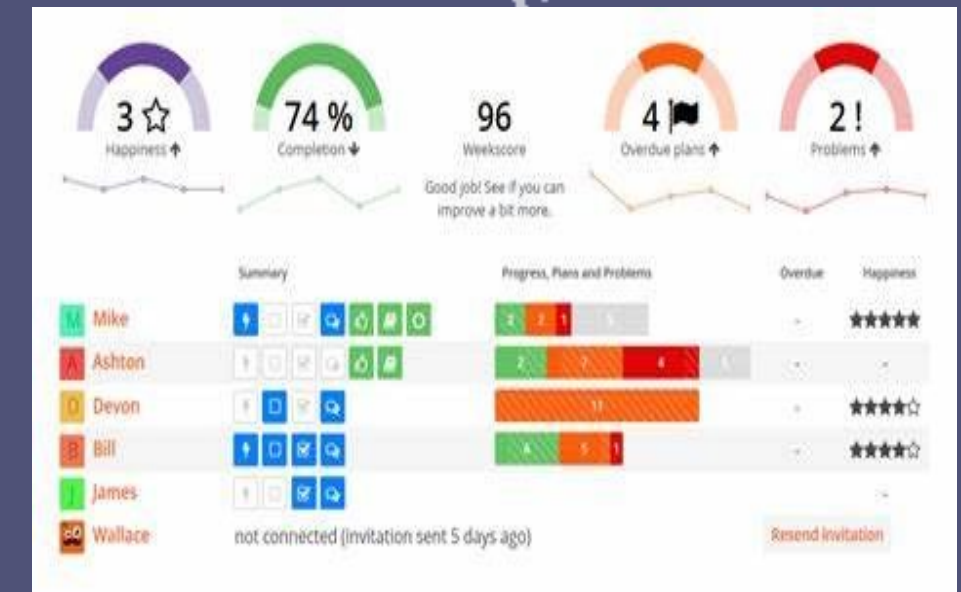 3
74 %
96
4
2 !
Happiness
Completion
Weekscore
Overdue plans
Problems
Good job! See if you can
improve a bit more.
Summary
Progress, Plans and Problems
Overdue
Happiness
M Mike
2 2 1
-
A Ashton
2 7 4
-
-
D Devon
11
-
B Bill
5 1
-
J James
-
Wallace
not connected (invitation sent 5 days ago)
Resend invitation